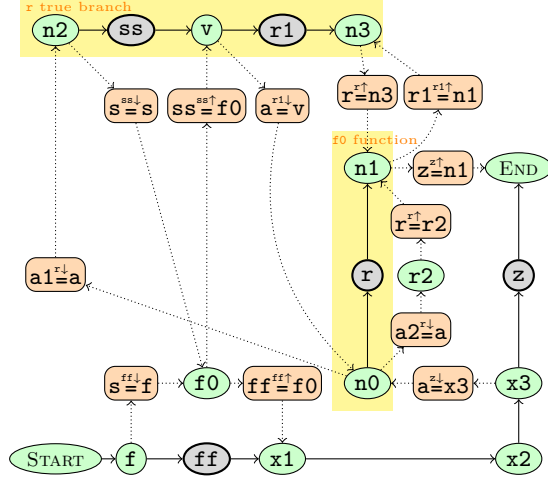 r true branch
n2 ss v r1 n3
s ss↓= s ss ss↑= f0 a r1↓= v r r↑= n3 r1 r1↑= n1
f0 function
n1 z z↑= n1 END
r r↑= r2
a1 r↓= a r r2 z
a2 r↓= a
s ff↓= f f0 ff ff↑= f0 n0 a z↓= x3 x3
START f ff x1 x2